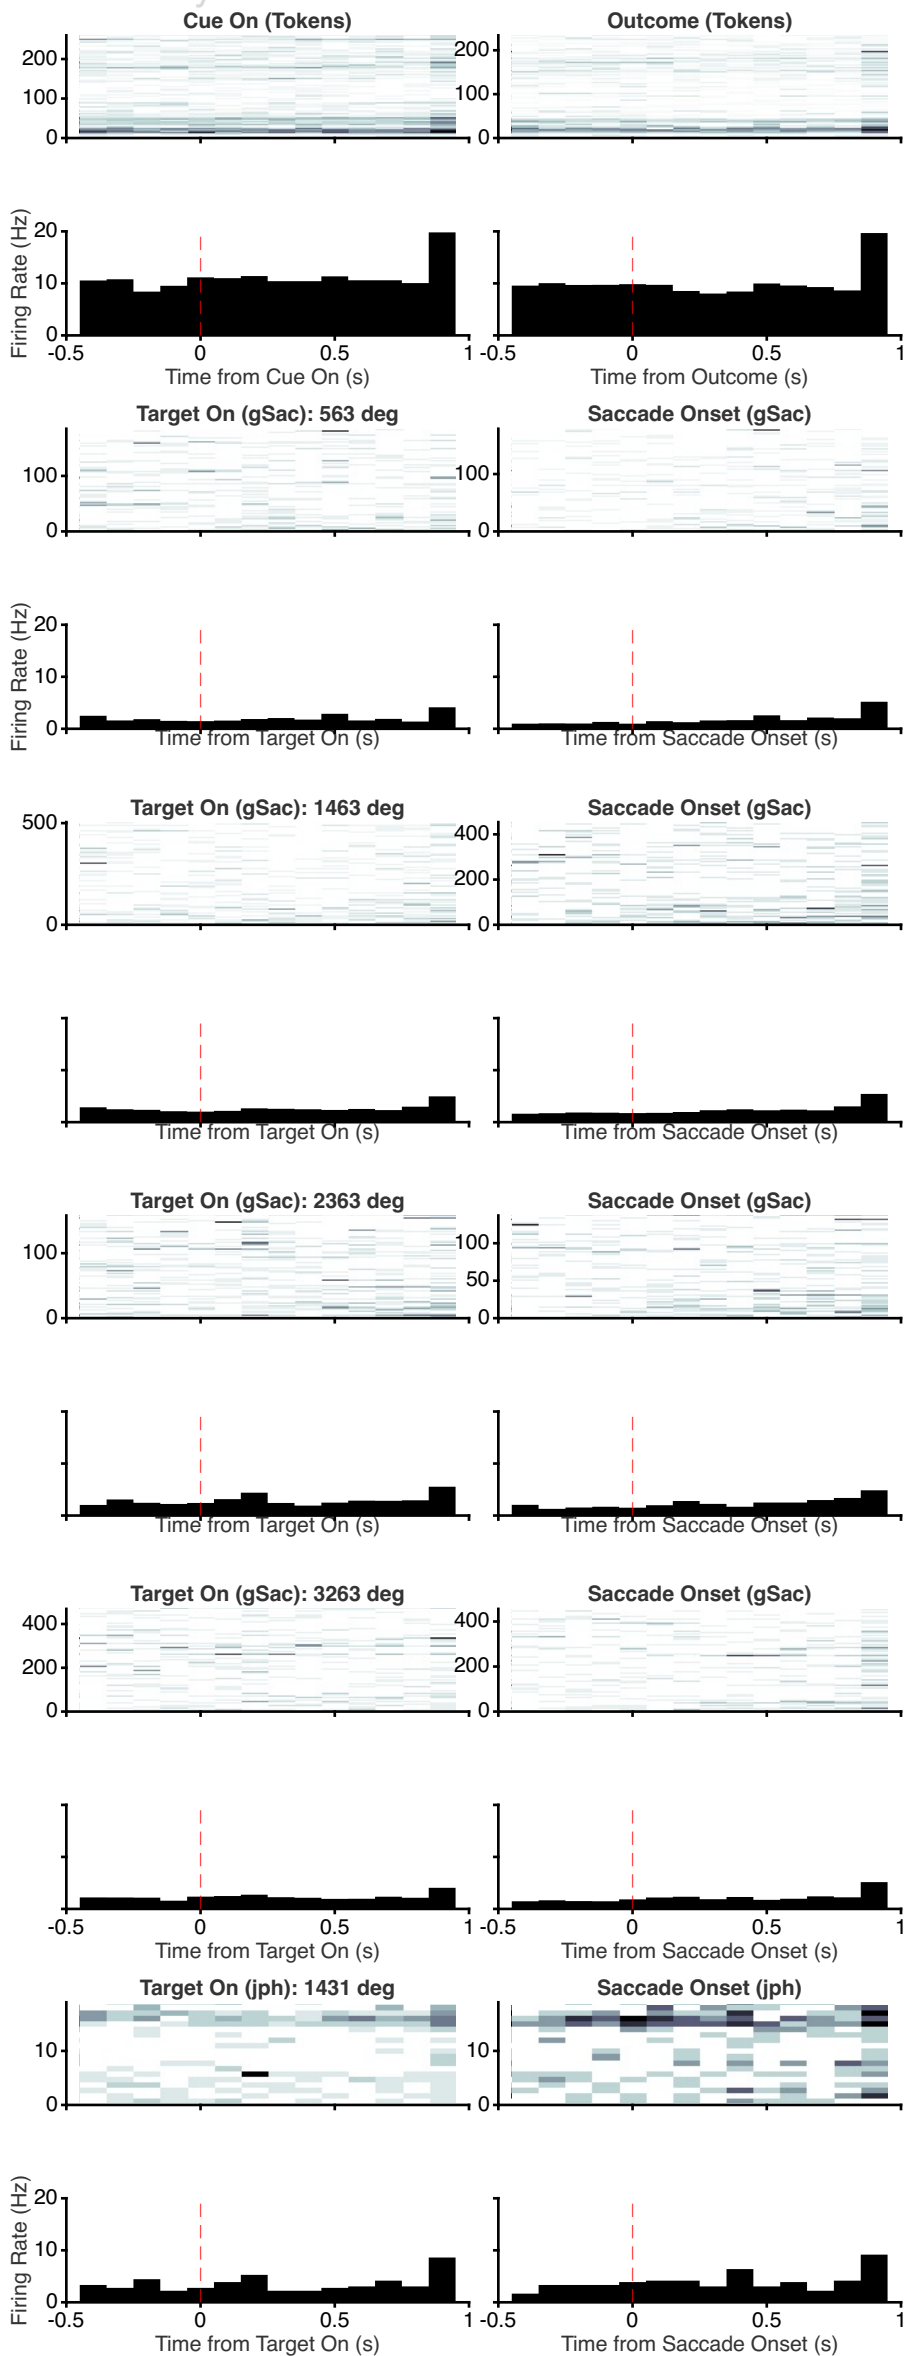 Cue On (Tokens) Outcome (Tokens)
200 200
100 100
0 0
20
10
0
Firing Rate (Hz)
-0.5 0 0.5 1 -0.5 0 0.5 1
Time from Cue On (s) Time from Outcome (s)
Target On (gSac): 563 deg Saccade Onset (gSac)
100 100
0 0
20
10
0
Firing Rate (Hz)
Time from Target On (s) Time from Saccade Onset (s)
Target On (gSac): 1463 deg Saccade Onset (gSac)
500 400
200
0 0
Time from Target On (s) Time from Saccade Onset (s)
Target On (gSac): 2363 deg Saccade Onset (gSac)
100 100
50
0 0
Time from Target On (s) Time from Saccade Onset (s)
Target On (gSac): 3263 deg Saccade Onset (gSac)
400 400
200 200
0 0
-0.5 0 0.5 1 -0.5 0 0.5 1
Time from Target On (s) Time from Saccade Onset (s)
Target On (jph): 1431 deg Saccade Onset (jph)
10 10
0 0
20
10
0
Firing Rate (Hz)
-0.5 0 0.5 1 -0.5 0 0.5 1
Time from Target On (s) Time from Saccade Onset (s)